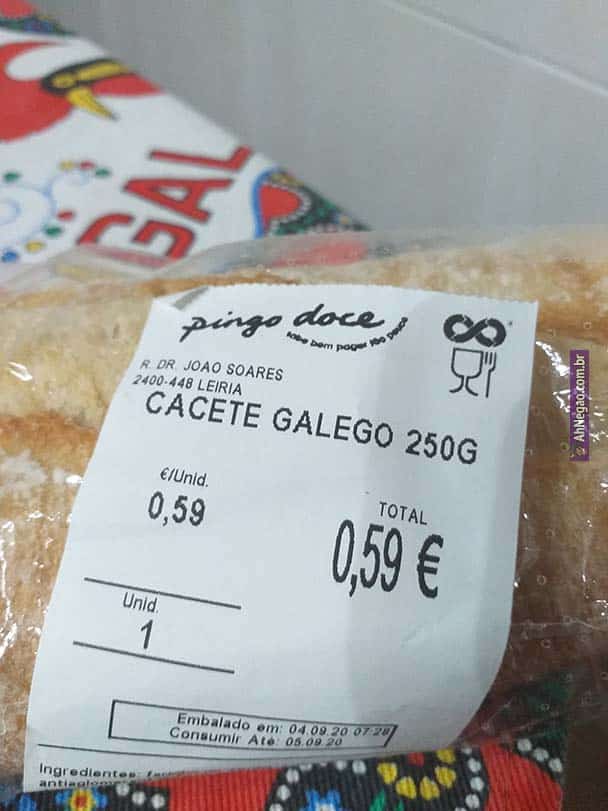 GAL
pingo doce
sabe bem pagar tão pouco
R. DR. JOAO SOARES
2400-448 LEIRIA
CACETE GALEGO 250G
€/Unid.
0,59
TOTAL
0,59 €
Unid.
1
Embalado em: 04.09.20 07:28
Consumir Até: 05.09.20
Ingredientes:
© AhNegao.com.br